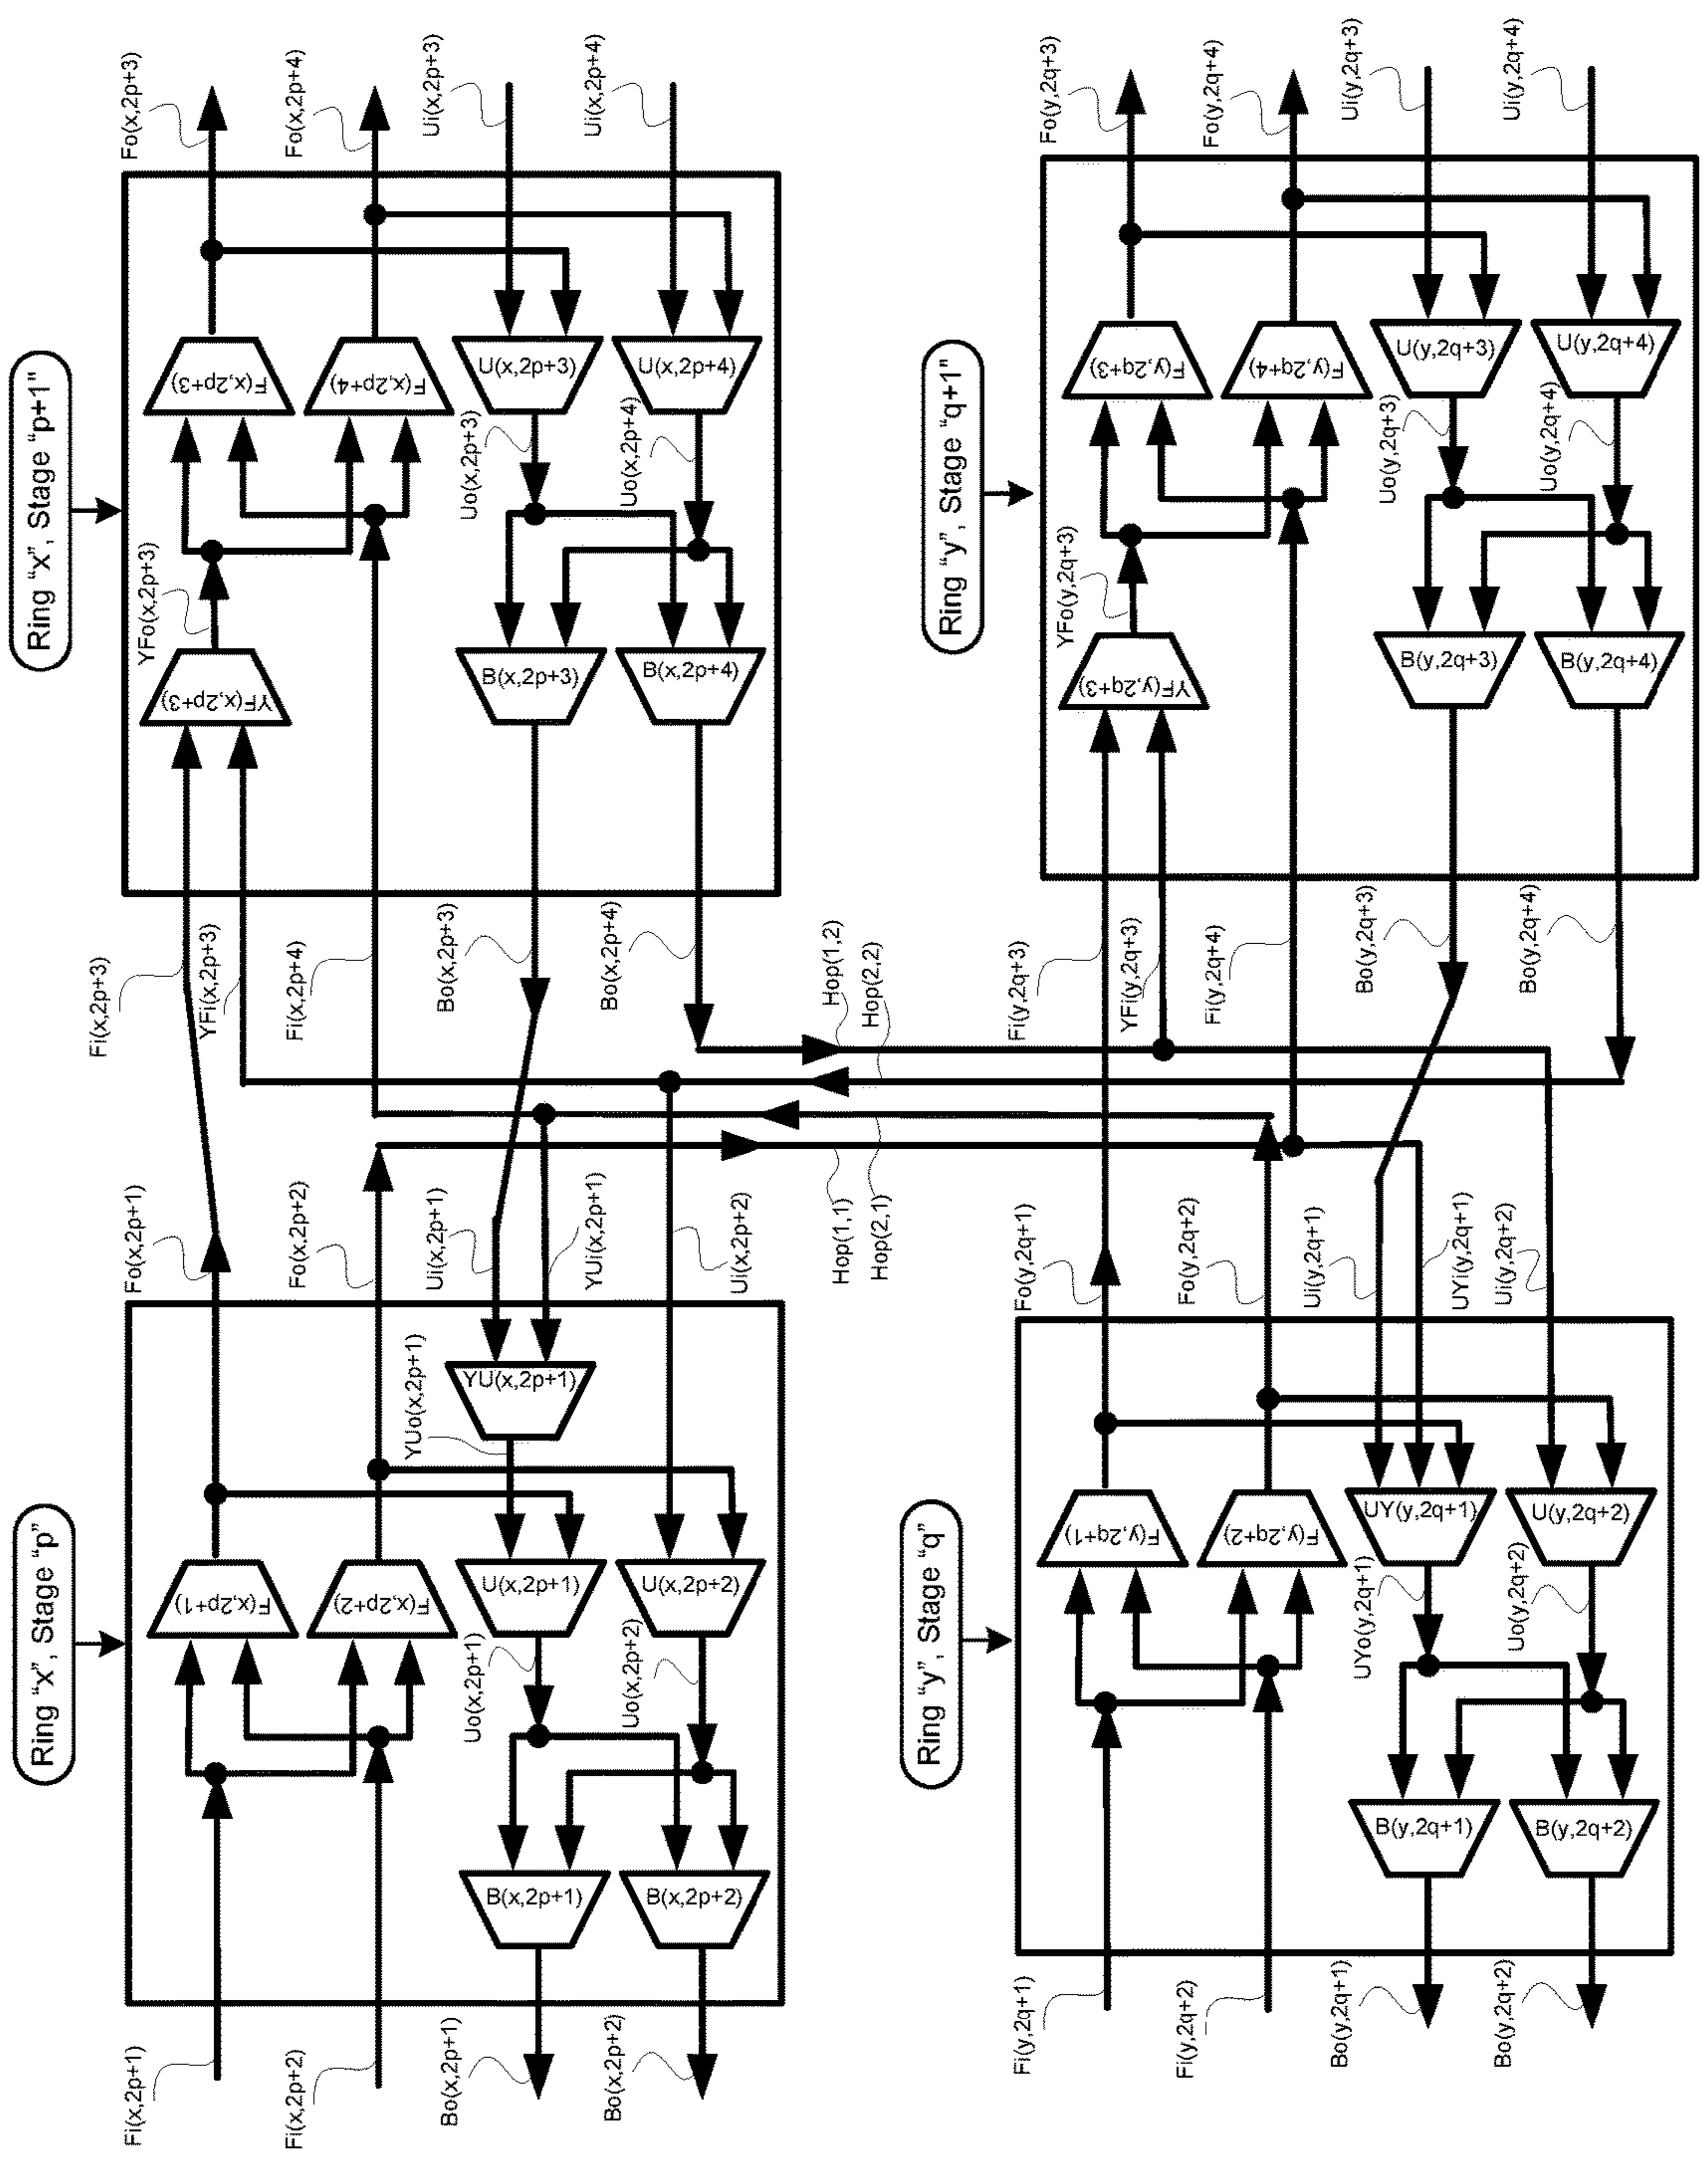 Ring "x", Stage "p+1"
Fo(x,2p+3)
Fo(x,2p+4)
Ui(x,2p+3)
Ui(x,2p+4)
F(x,2p+3)
F(x,2p+4)
U(x,2p+3)
U(x,2p+4)
Uo(x,2p+3)
Uo(x,2p+4)
YFo(x,2p+3)
YF(x,2p+3)
B(x,2p+3)
B(x,2p+4)
Fi(x,2p+3)
YFi(x,2p+3)
Fi(x,2p+4)
Bo(x,2p+3)
Bo(x,2p+4)
Hop(1,2)
Hop(2,2)
Ring "y", Stage "q+1"
Fo(y,2q+3)
Fo(y,2q+4)
Ui(y,2q+3)
Ui(y,2q+4)
F(y,2q+3)
F(y,2q+4)
U(y,2q+3)
U(y,2q+4)
Uo(y,2q+3)
Uo(y,2q+4)
YFo(y,2q+3)
YF(y,2q+3)
B(y,2q+3)
B(y,2q+4)
Fi(y,2q+3)
YFi(y,2q+3)
Fi(y,2q+4)
Bo(y,2q+3)
Bo(y,2q+4)
Ring "x", Stage "p"
Fo(x,2p+1)
Fo(x,2p+2)
Ui(x,2p+1)
YUi(x,2p+1)
Ui(x,2p+2)
Hop(1,1)
Hop(2,1)
YUo(x,2p+1)
YU(x,2p+1)
F(x,2p+1)
F(x,2p+2)
U(x,2p+1)
U(x,2p+2)
Uo(x,2p+1)
Uo(x,2p+2)
B(x,2p+1)
B(x,2p+2)
Fi(x,2p+1)
Fi(x,2p+2)
Bo(x,2p+1)
Bo(x,2p+2)
Ring "y", Stage "q"
Fo(y,2q+1)
Fo(y,2q+2)
Ui(y,2q+1)
UYi(y,2q+1)
Ui(y,2q+2)
F(y,2q+1)
F(y,2q+2)
UY(y,2q+1)
U(y,2q+2)
UYo(y,2q+1)
Uo(y,2q+2)
B(y,2q+1)
B(y,2q+2)
Fi(y,2q+1)
Fi(y,2q+2)
Bo(y,2q+1)
Bo(y,2q+2)